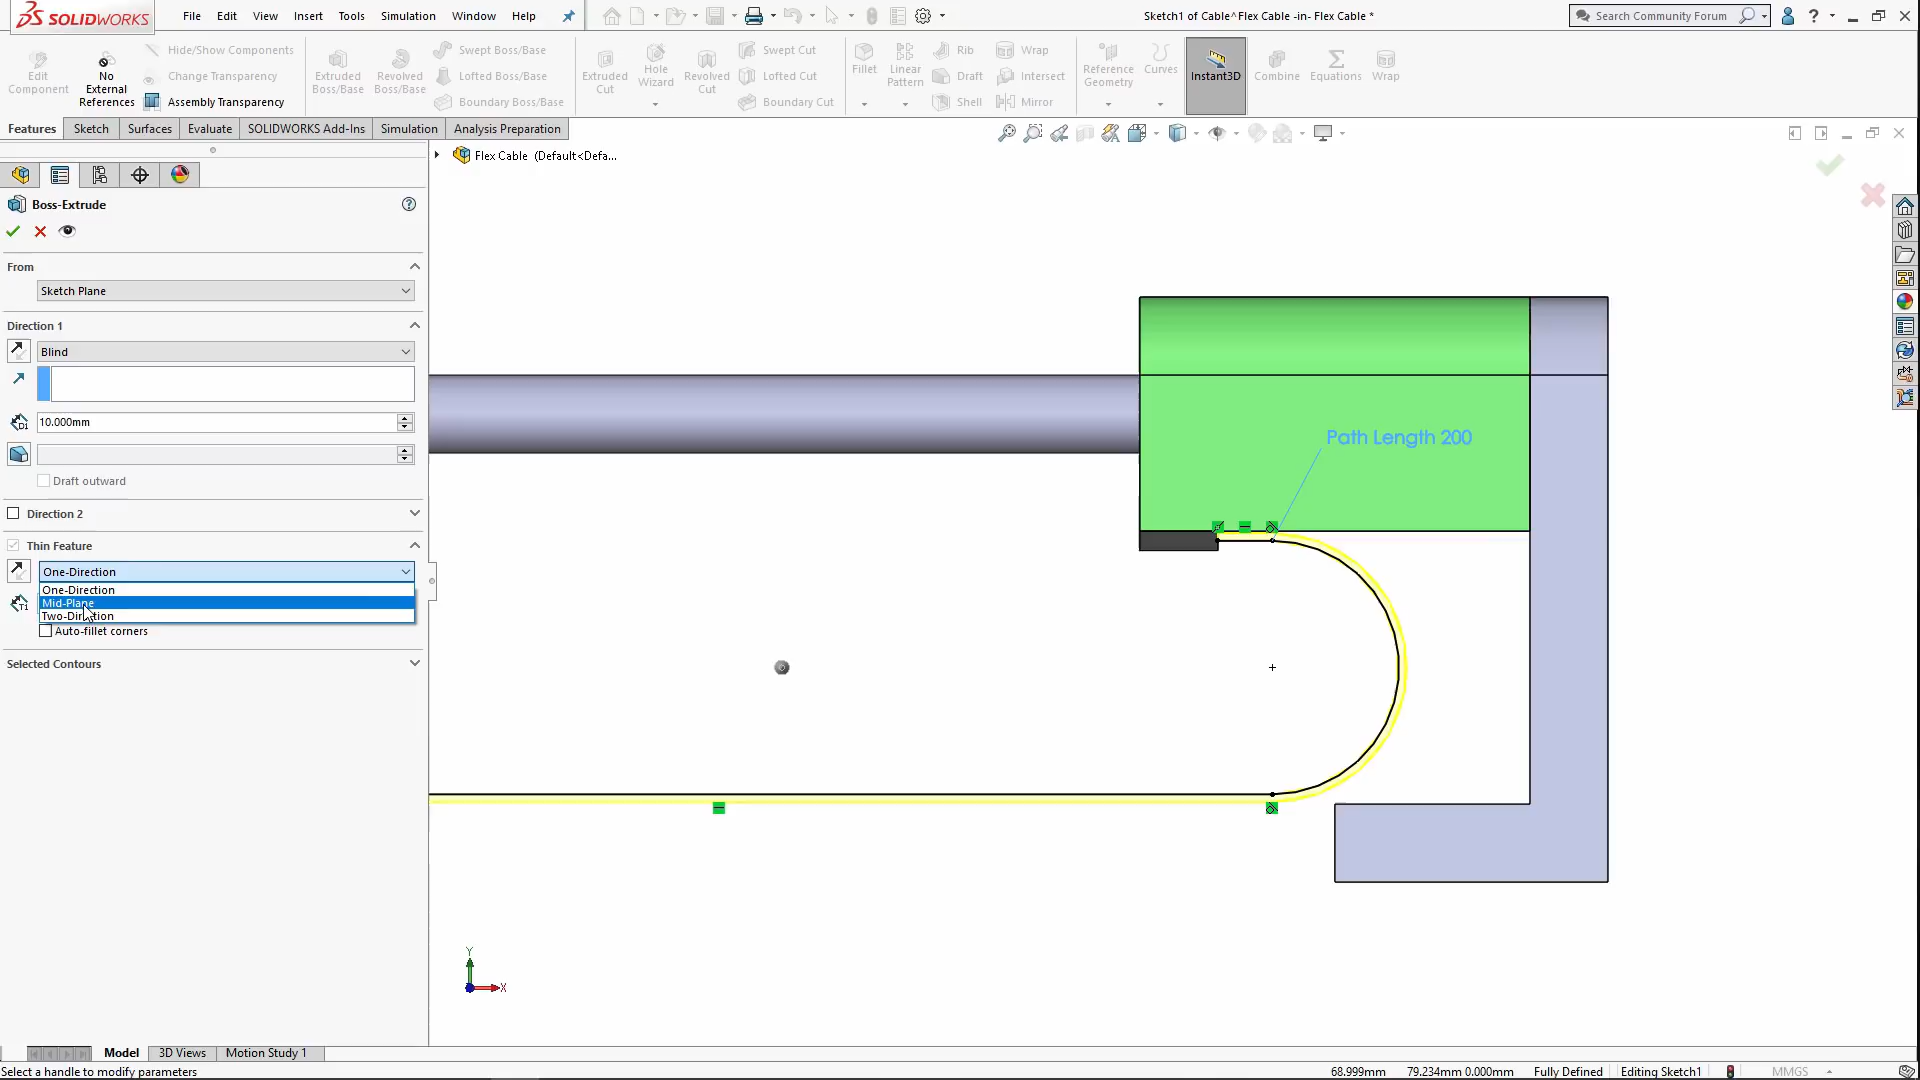 SOLIDWORKS
File Edit View Insert Tools Simulation Window Help
Sketch1 of Cable^Flex Cable -in- Flex Cable *
Search Community Forum
Edit Component
No External References
Hide/Show Components
Change Transparency
Assembly Transparency
Extruded Boss/Base
Revolved Boss/Base
Swept Boss/Base
Lofted Boss/Base
Boundary Boss/Base
Extruded Cut
Hole Wizard
Revolved Cut
Swept Cut
Lofted Cut
Boundary Cut
Fillet
Linear Pattern
Rib
Draft
Shell
Wrap
Intersect
Mirror
Reference Geometry
Curves
Instant3D
Combine
Equations
Wrap
Features Sketch Surfaces Evaluate SOLIDWORKS Add-Ins Simulation Analysis Preparation
Flex Cable (Default<Defa...
Boss-Extrude
From
Sketch Plane
Direction 1
Blind
D1
10.000mm
Draft outward
Direction 2
Thin Feature
One-Direction
One-Direction
Mid-Plane
T1
Two-Direction
Auto-fillet corners
Selected Contours
Path Length 200
Y
X
Model 3D Views Motion Study 1
Select a handle to modify parameters
68.999mm 79.234mm 0.000mm Fully Defined Editing Sketch1 MMGS